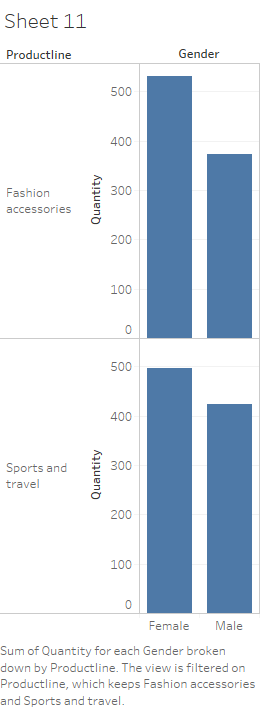 Sheet 11
Productline
Gender
Fashion
accessories
Quantity
500
400
300
200
100
0
Sports and
travel
Quantity
500
400
300
200
100
0
Female
Male
Sum of Quantity for each Gender broken
down by Productline. The view is filtered on
Productline, which keeps Fashion accessories
and Sports and travel.